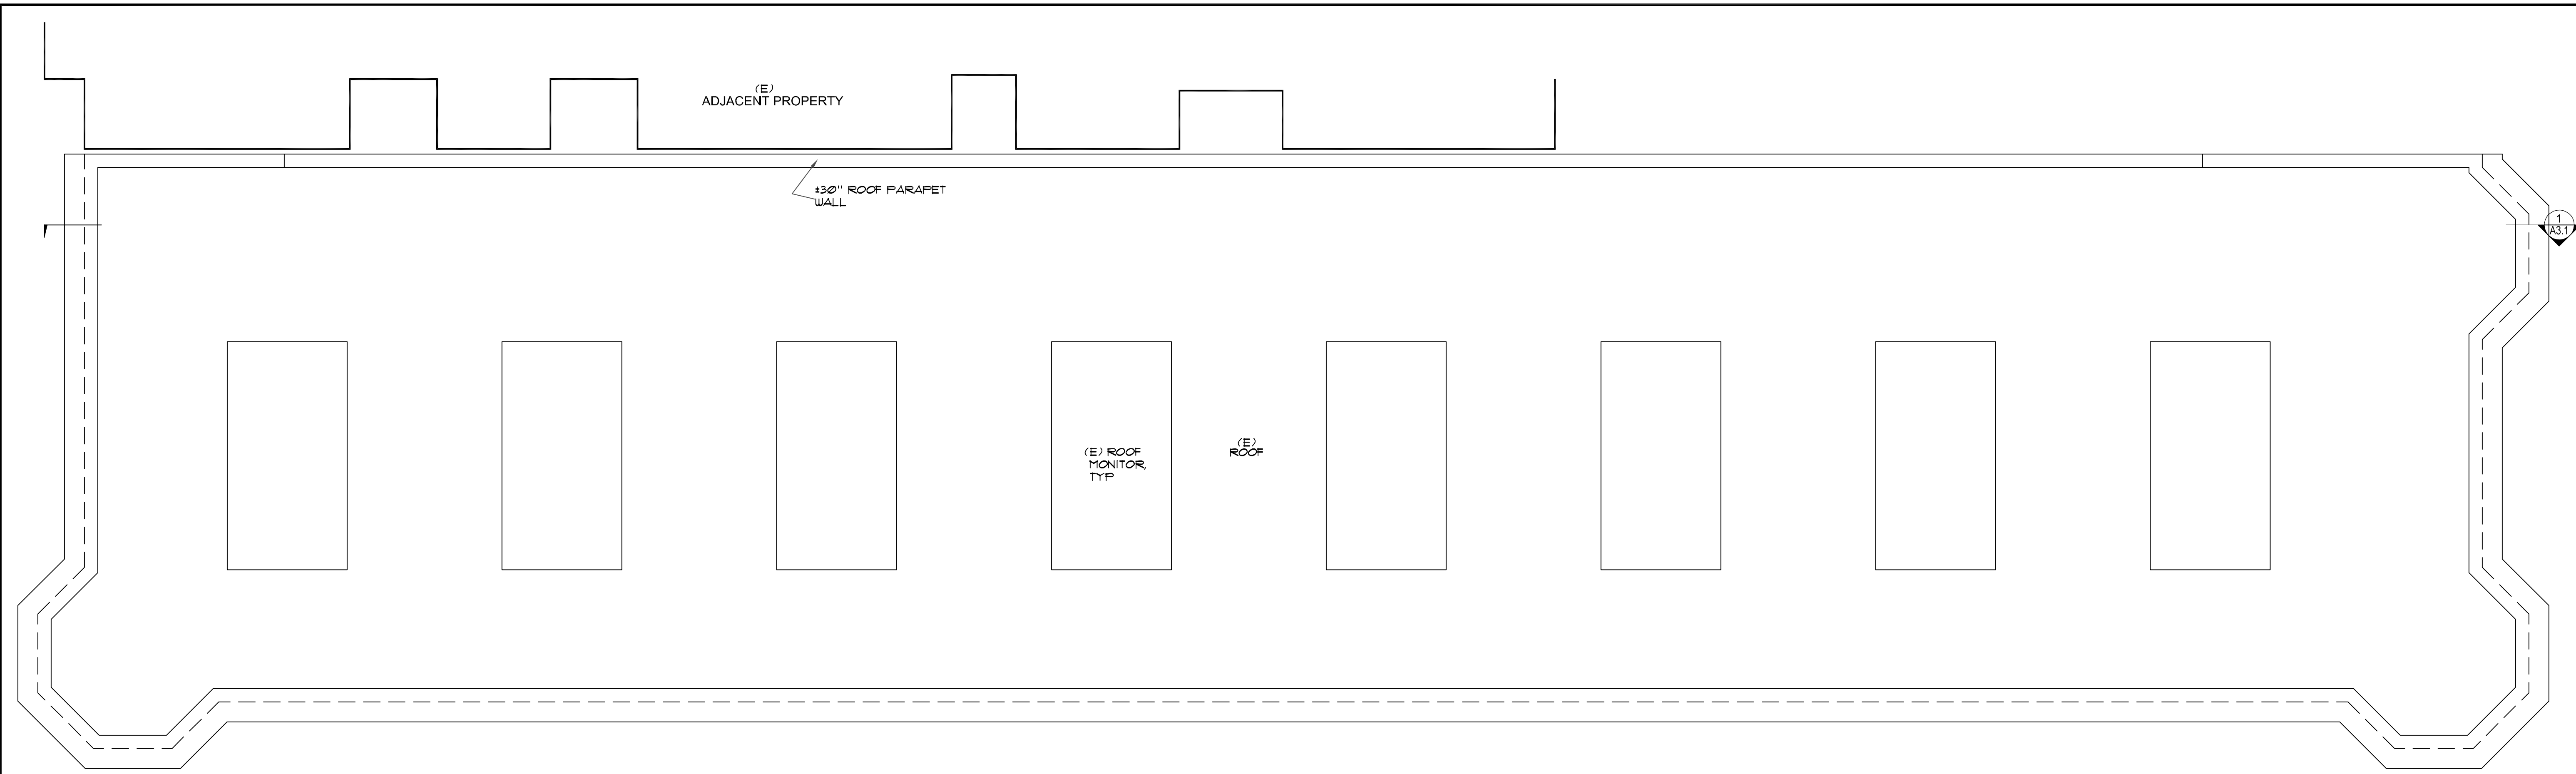 (E)
ADJACENT PROPERTY
±30" ROOF PARAPET
WALL
1
A3.1
(E) ROOF
MONITOR,
TYP
(E)
ROOF